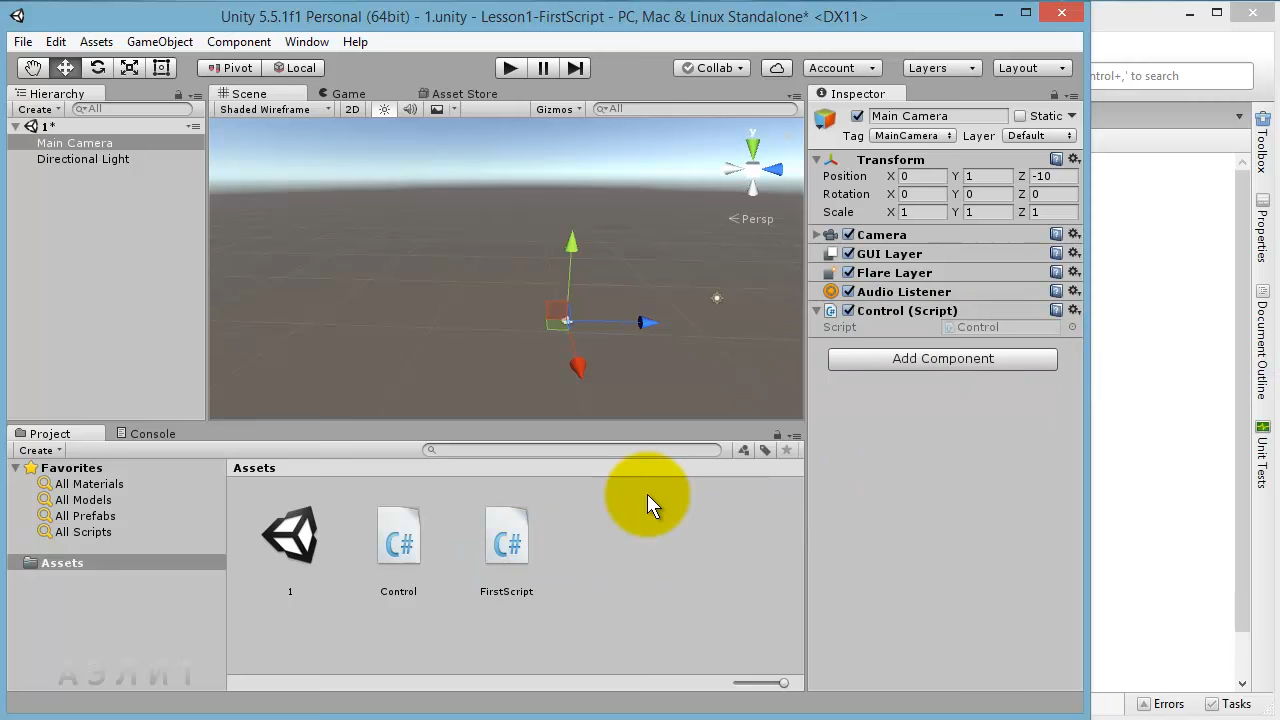 Unity 5.5.1f1 Personal (64bit) - 1.unity - Lesson1-FirstScript - PC, Mac & Linux Standalone* <DX11>
File Edit Assets GameObject Component Window Help
Pivot Local Collab Account Layers Layout
ontrol+,' to search
Hierarchy
Create All
1*
Main Camera
Directional Light
Scene Game Asset Store
Shaded Wireframe 2D Gizmos All
y
Persp
Inspector
Main Camera Static
Tag MainCamera Layer Default
Transform
Position X 0 Y 1 Z -10
Rotation X 0 Y 0 Z 0
Scale X 1 Y 1 Z 1
Camera
GUI Layer
Flare Layer
Audio Listener
Control (Script)
Script Control
Add Component
Toolbox
Properties
Document Outline
Unit Tests
Project Console
Create
Favorites
All Materials
All Models
All Prefabs
All Scripts
Assets
Assets
C# C#
1 Control FirstScript
АЗЛИТ
Errors Tasks